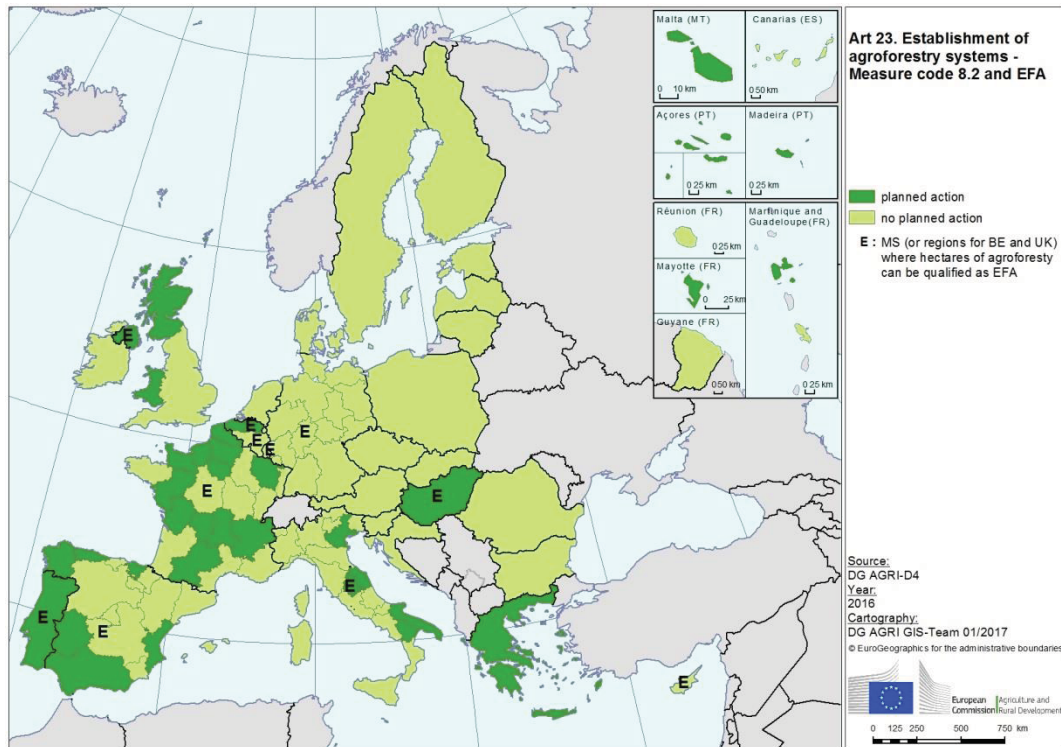 Malta (MT)
0 10 km
Canarias (ES)
0 50 km
Açores (PT)
0 25 km
Madeira (PT)
0 25 km
Réunion (FR)
0 25 km
Martinique and
Guadeloupe (FR)
Mayotte (FR)
0 25 km
Guyane (FR)
0 50 km
0 25 km
E
E
E
E
E
E
E
E
E
E
E
Art 23. Establishment of
agroforestry systems -
Measure code 8.2 and EFA
planned action
no planned action
E : MS (or regions for BE and UK)
where hectares of agroforesty
can be qualified as EFA
Source:
DG AGRI-D4
Year:
2016
Cartography:
DG AGRI GIS-Team 01/2017
© EuroGeographics for the administrative boundaries
European
Commission
Agriculture and
Rural Development
0 125 250 500 750 km